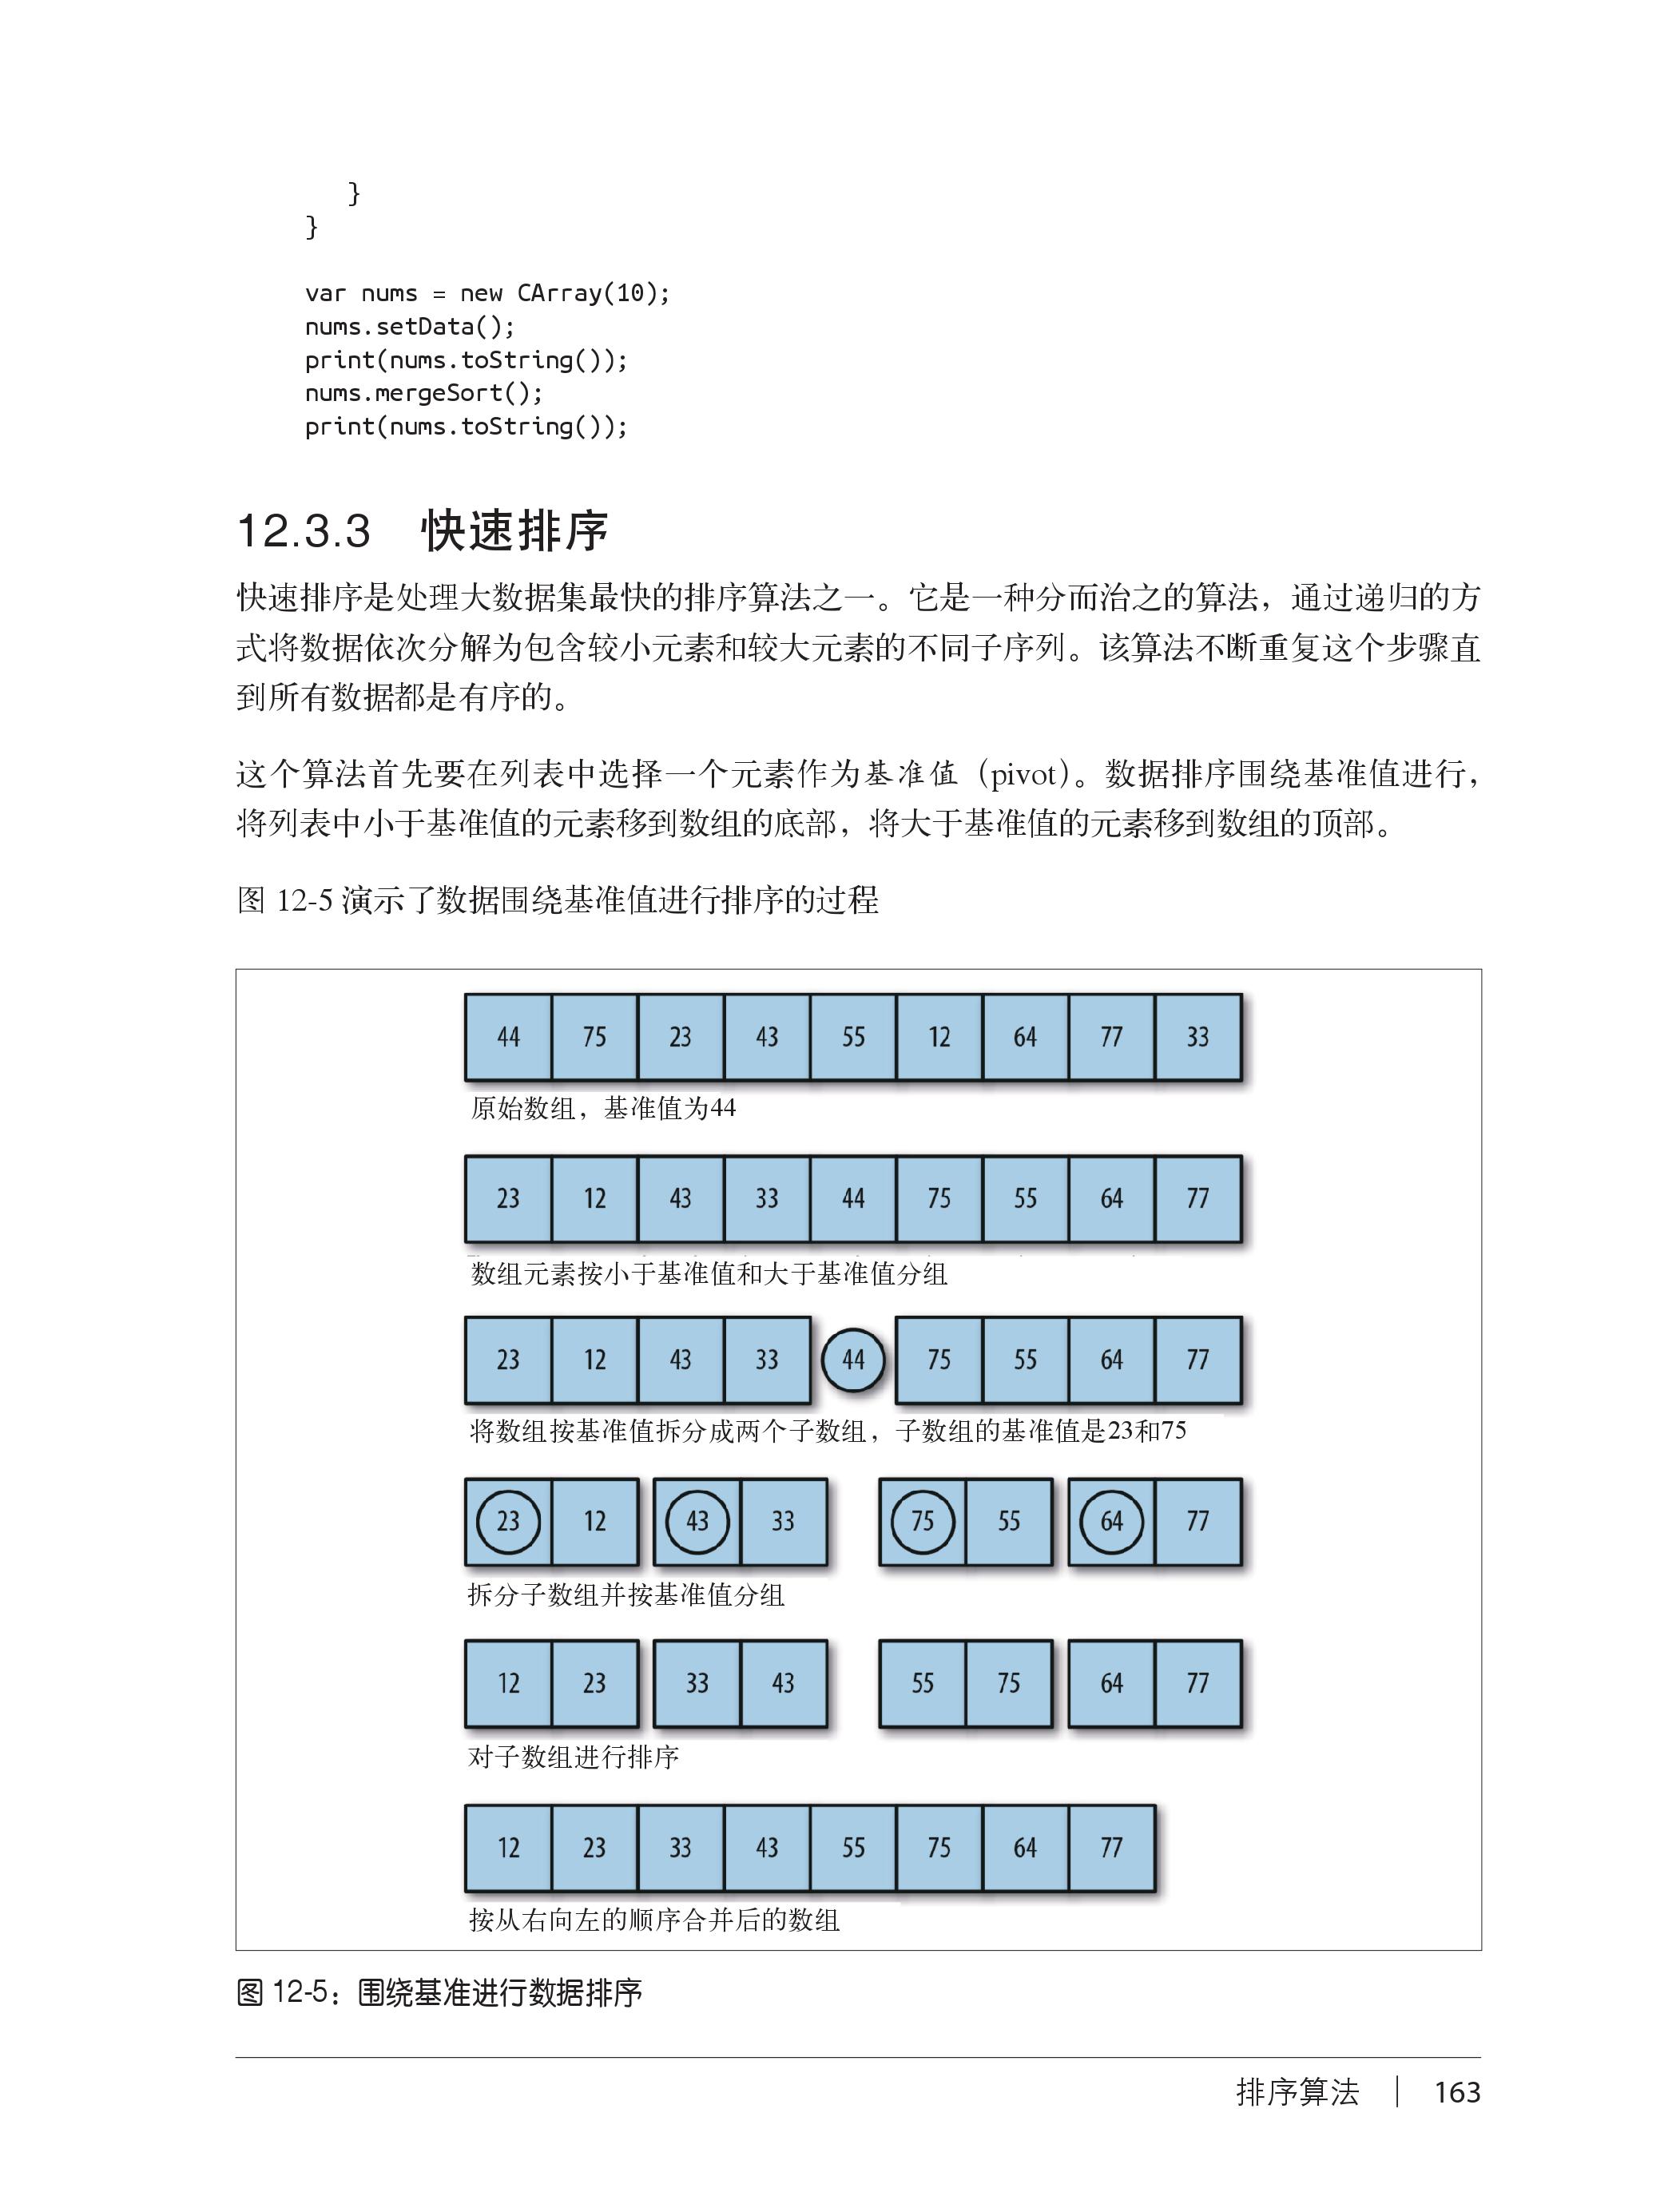 }
}
var nums = new CArray(10);
nums.setData();
print(nums.toString());
nums.mergeSort();
print(nums.toString());
12.3.3 快速排序
快速排序是处理大数据集最快的排序算法之一。它是一种分而治之的算法，通过递归的方
式将数据依次分解为包含较小元素和较大元素的不同子序列。该算法不断重复这个步骤直
到所有数据都是有序的。
这个算法首先要在列表中选择一个元素作为基准值（pivot）。数据排序围绕基准值进行，
将列表中小于基准值的元素移到数组的底部，将大于基准值的元素移到数组的顶部。
图 12-5 演示了数据围绕基准值进行排序的过程
44 75 23 43 55 12 64 77 33
原始数组，基准值为44
23 12 43 33 44 75 55 64 77
数组元素按小于基准值和大于基准值分组
23 12 43 33 44 75 55 64 77
将数组按基准值拆分成两个子数组，子数组的基准值是23和75
23 12 43 33 75 55 64 77
拆分子数组并按基准值分组
12 23 33 43 55 75 64 77
对子数组进行排序
12 23 33 43 55 75 64 77
按从右向左的顺序合并后的数组
图 12-5：围绕基准进行数据排序
排序算法 | 163